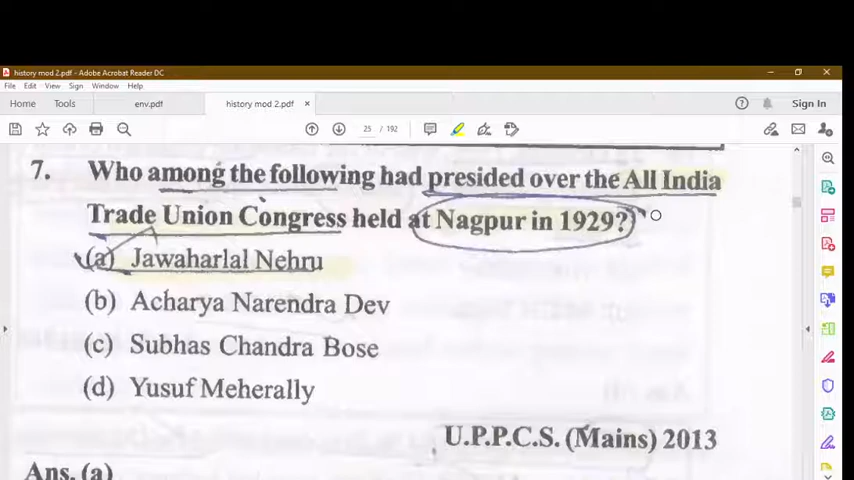 history mod 2.pdf - Adobe Acrobat Reader DC
File Edit View Sign Window Help
Home Tools env.pdf history mod 2.pdf × Sign In
25 / 192
7. Who among the following had presided over the All India
Trade Union Congress held at Nagpur in 1929?
(a) Jawaharlal Nehru
(b) Acharya Narendra Dev
(c) Subhas Chandra Bose
(d) Yusuf Meherally
U.P.P.C.S. (Mains) 2013
Ans. (a)